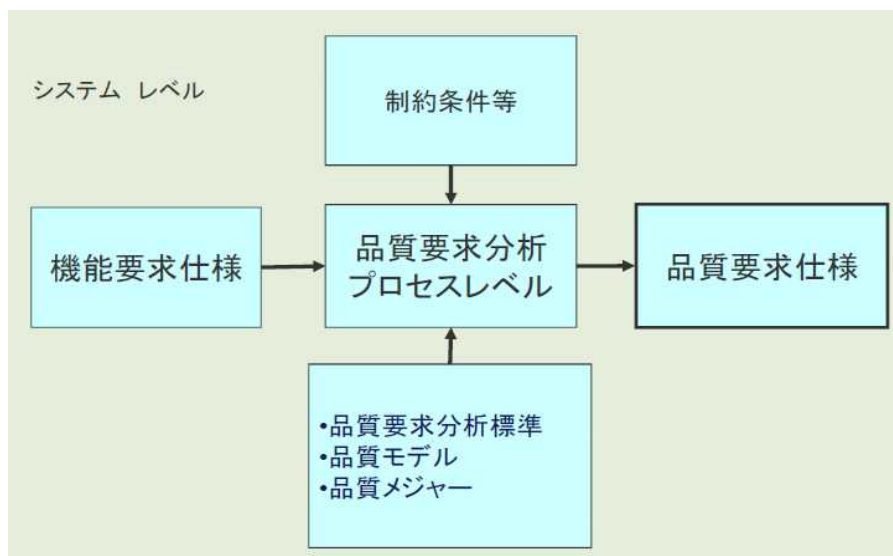 システム レベル
制約条件等
機能要求仕様
品質要求分析
プロセスレベル
品質要求仕様
•品質要求分析標準
•品質モデル
•品質メジャー